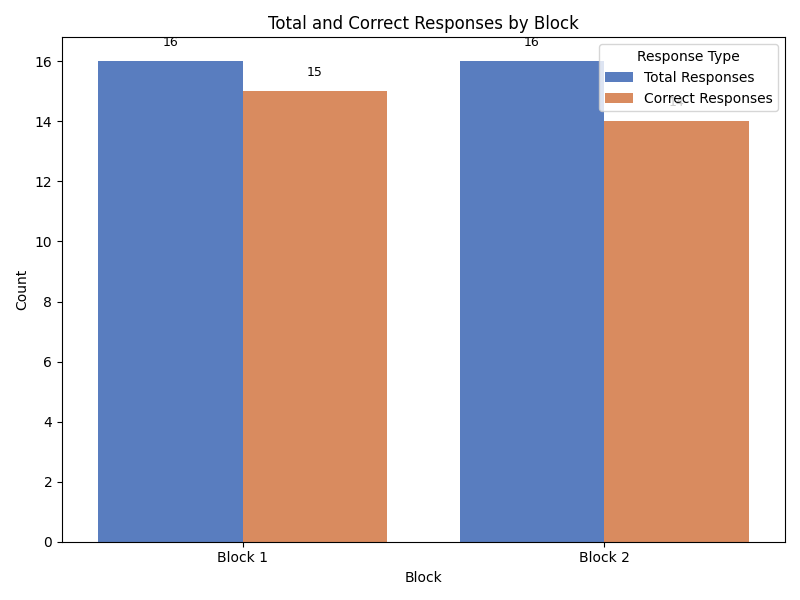 Total and Correct Responses by Block
16
15
16
14
Response Type
Total Responses
Correct Responses
16
14
12
10
8
6
4
2
0
Count
Block 1
Block 2
Block